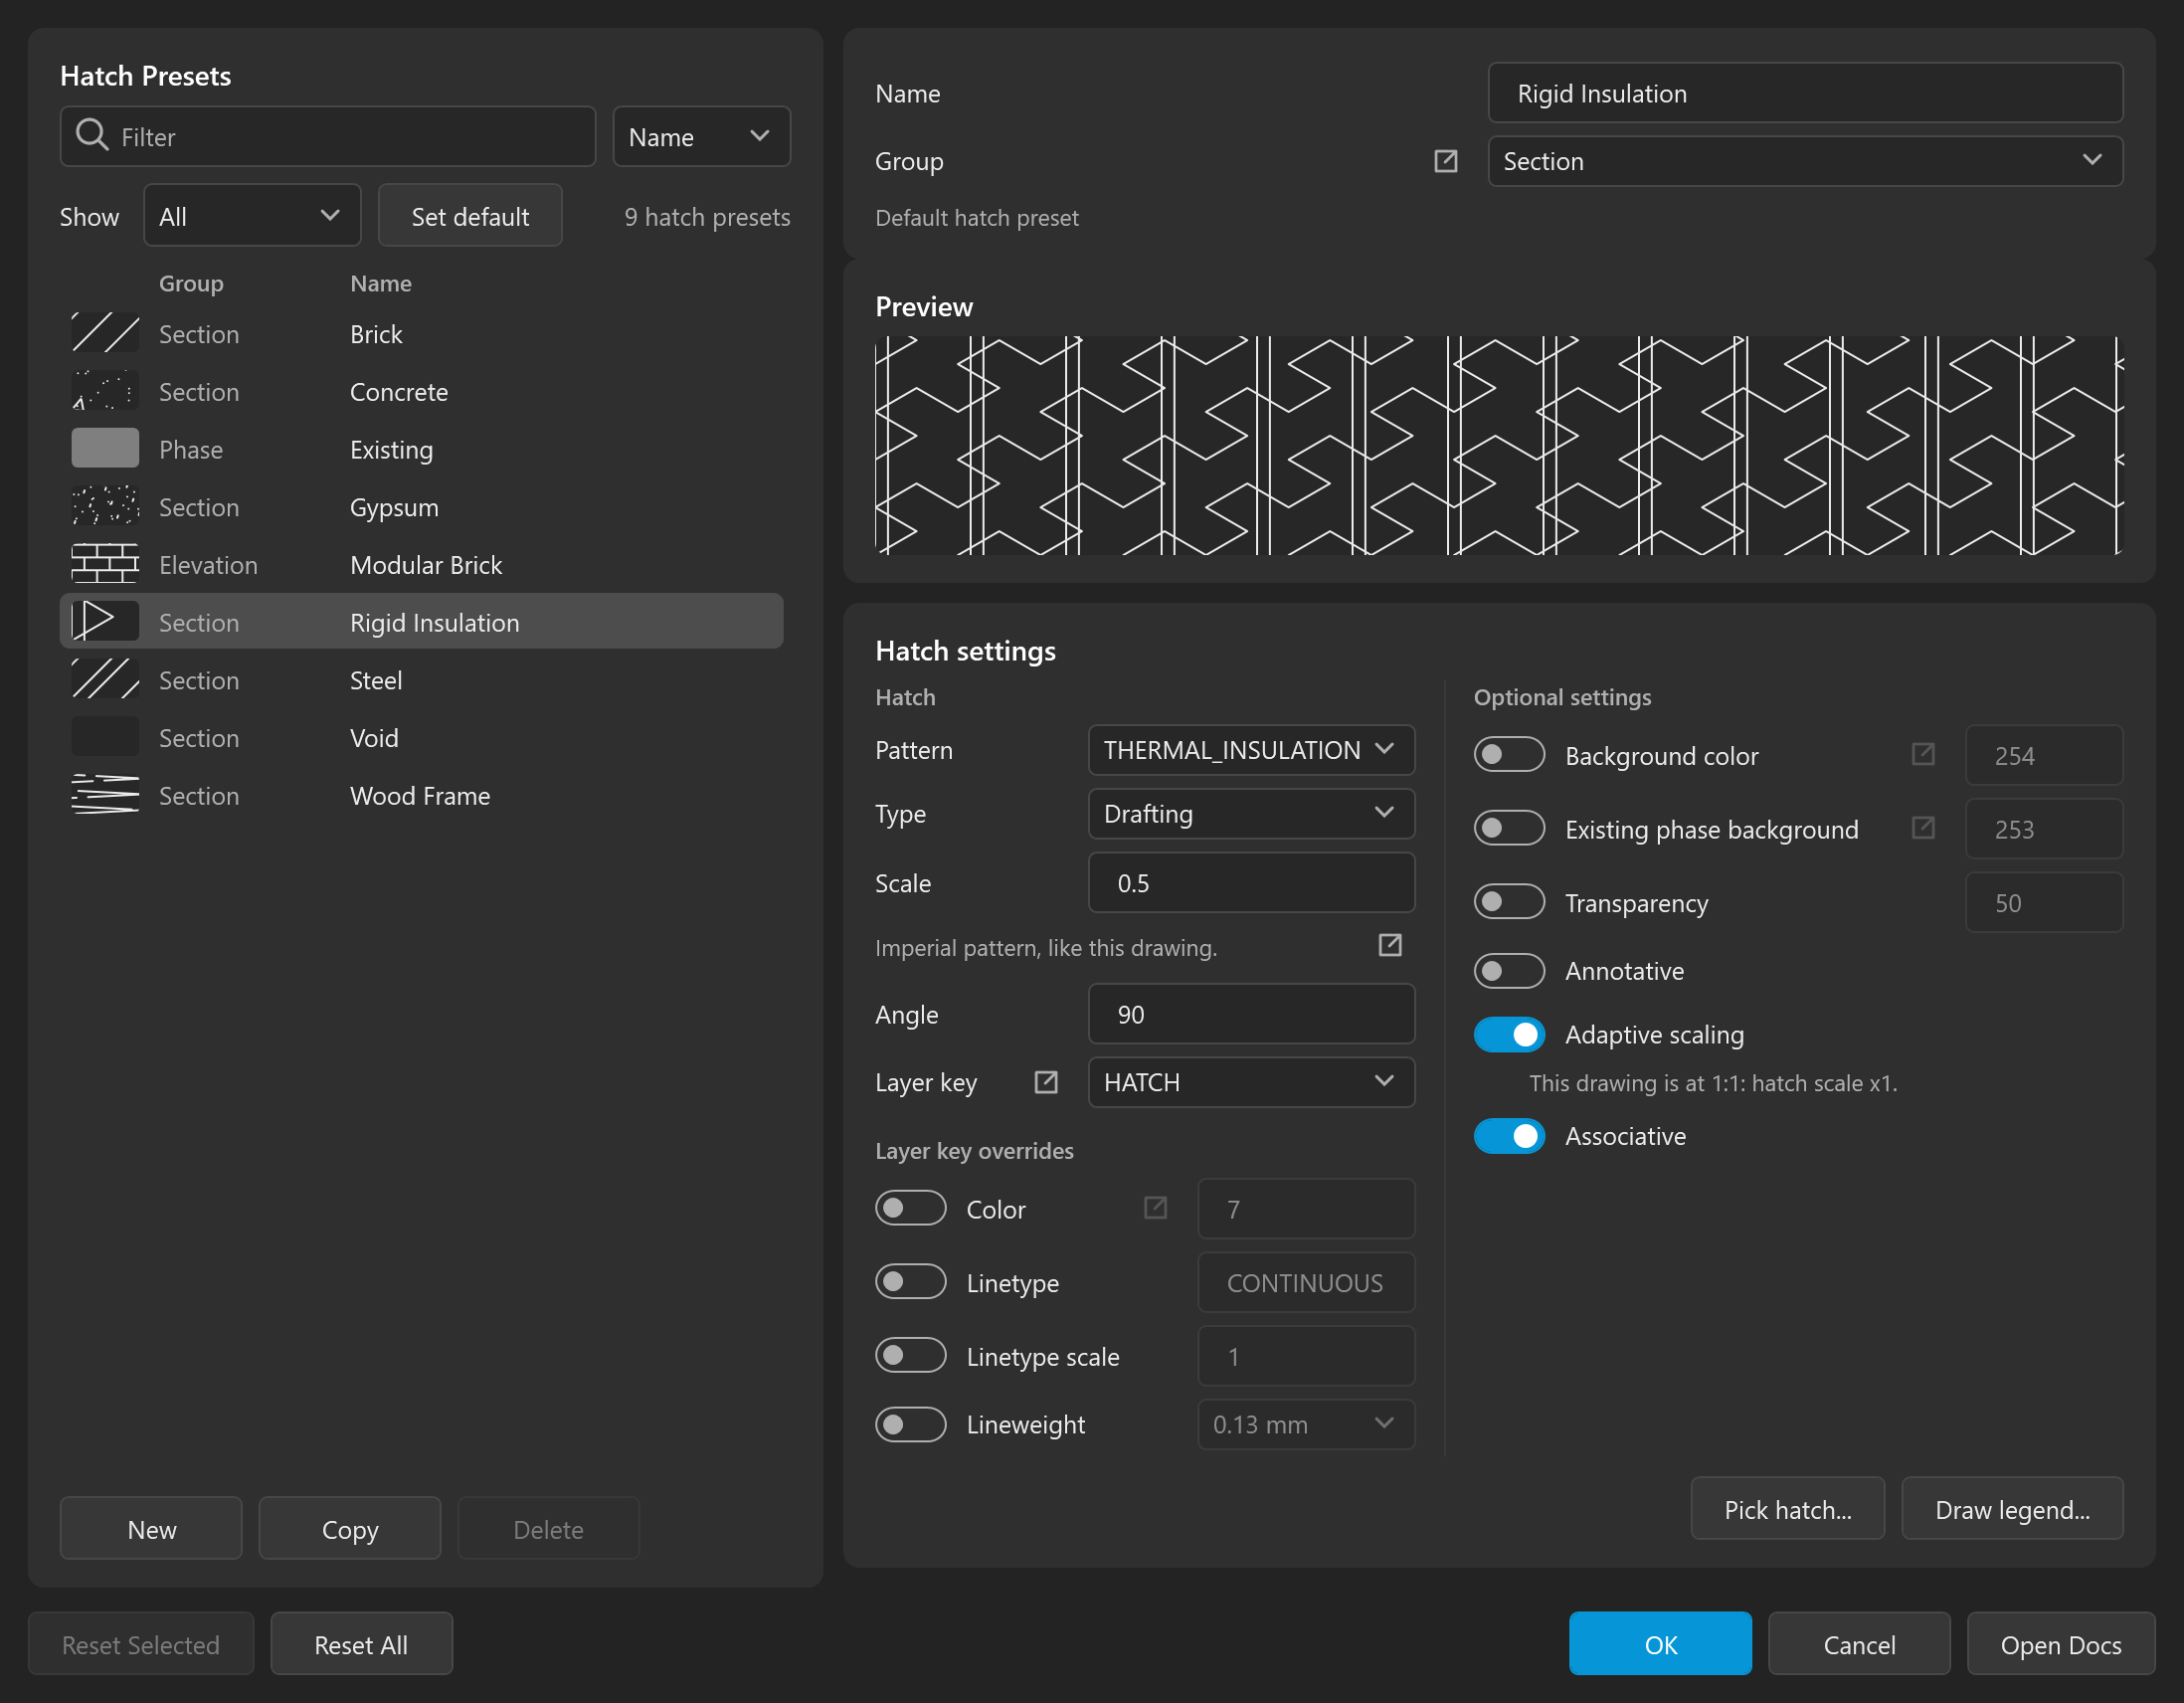 Hatch Presets
Filter
Name
Show
All
Set default
9 hatch presets
Group Name
Section Brick
Section Concrete
Phase Existing
Section Gypsum
Elevation Modular Brick
Section Rigid Insulation
Section Steel
Section Void
Section Wood Frame
New
Copy
Delete
Reset Selected
Reset All
Name
Rigid Insulation
Group
Section
Default hatch preset
Preview
Hatch settings
Hatch
Pattern THERMAL_INSULATION
Type Drafting
Scale 0.5
Imperial pattern, like this drawing.
Angle 90
Layer key HATCH
Layer key overrides
Color 7
Linetype CONTINUOUS
Linetype scale 1
Lineweight 0.13 mm
Optional settings
Background color 254
Existing phase background 253
Transparency 50
Annotative
Adaptive scaling
This drawing is at 1:1: hatch scale x1.
Associative
Pick hatch...
Draw legend...
OK
Cancel
Open Docs